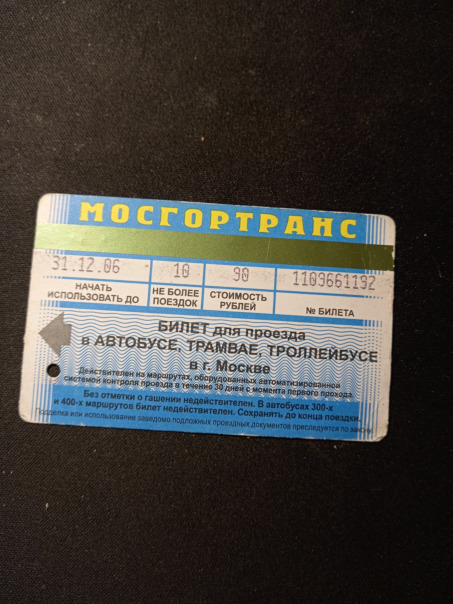 МОСГОРТРАНС
31.12.06 10 90 1109661192
НАЧАТЬ ИСПОЛЬЗОВАТЬ ДО
НЕ БОЛЕЕ ПОЕЗДОК
СТОИМОСТЬ РУБЛЕЙ
№ БИЛЕТА
БИЛЕТ для проезда
в АВТОБУСЕ, ТРАМВАЕ, ТРОЛЛЕЙБУСЕ
в г. Москве
Действителен на маршрутах, оборудованных автоматизированной
системой контроля проезда в течение 30 дней с момента первого прохода.
Без отметки о гашении недействителен. В автобусах 300-х
и 400-х маршрутов билет недействителен. Сохранять до конца поездки.
Подделка или использование заведомо подложных проездных документов преследуется по закону